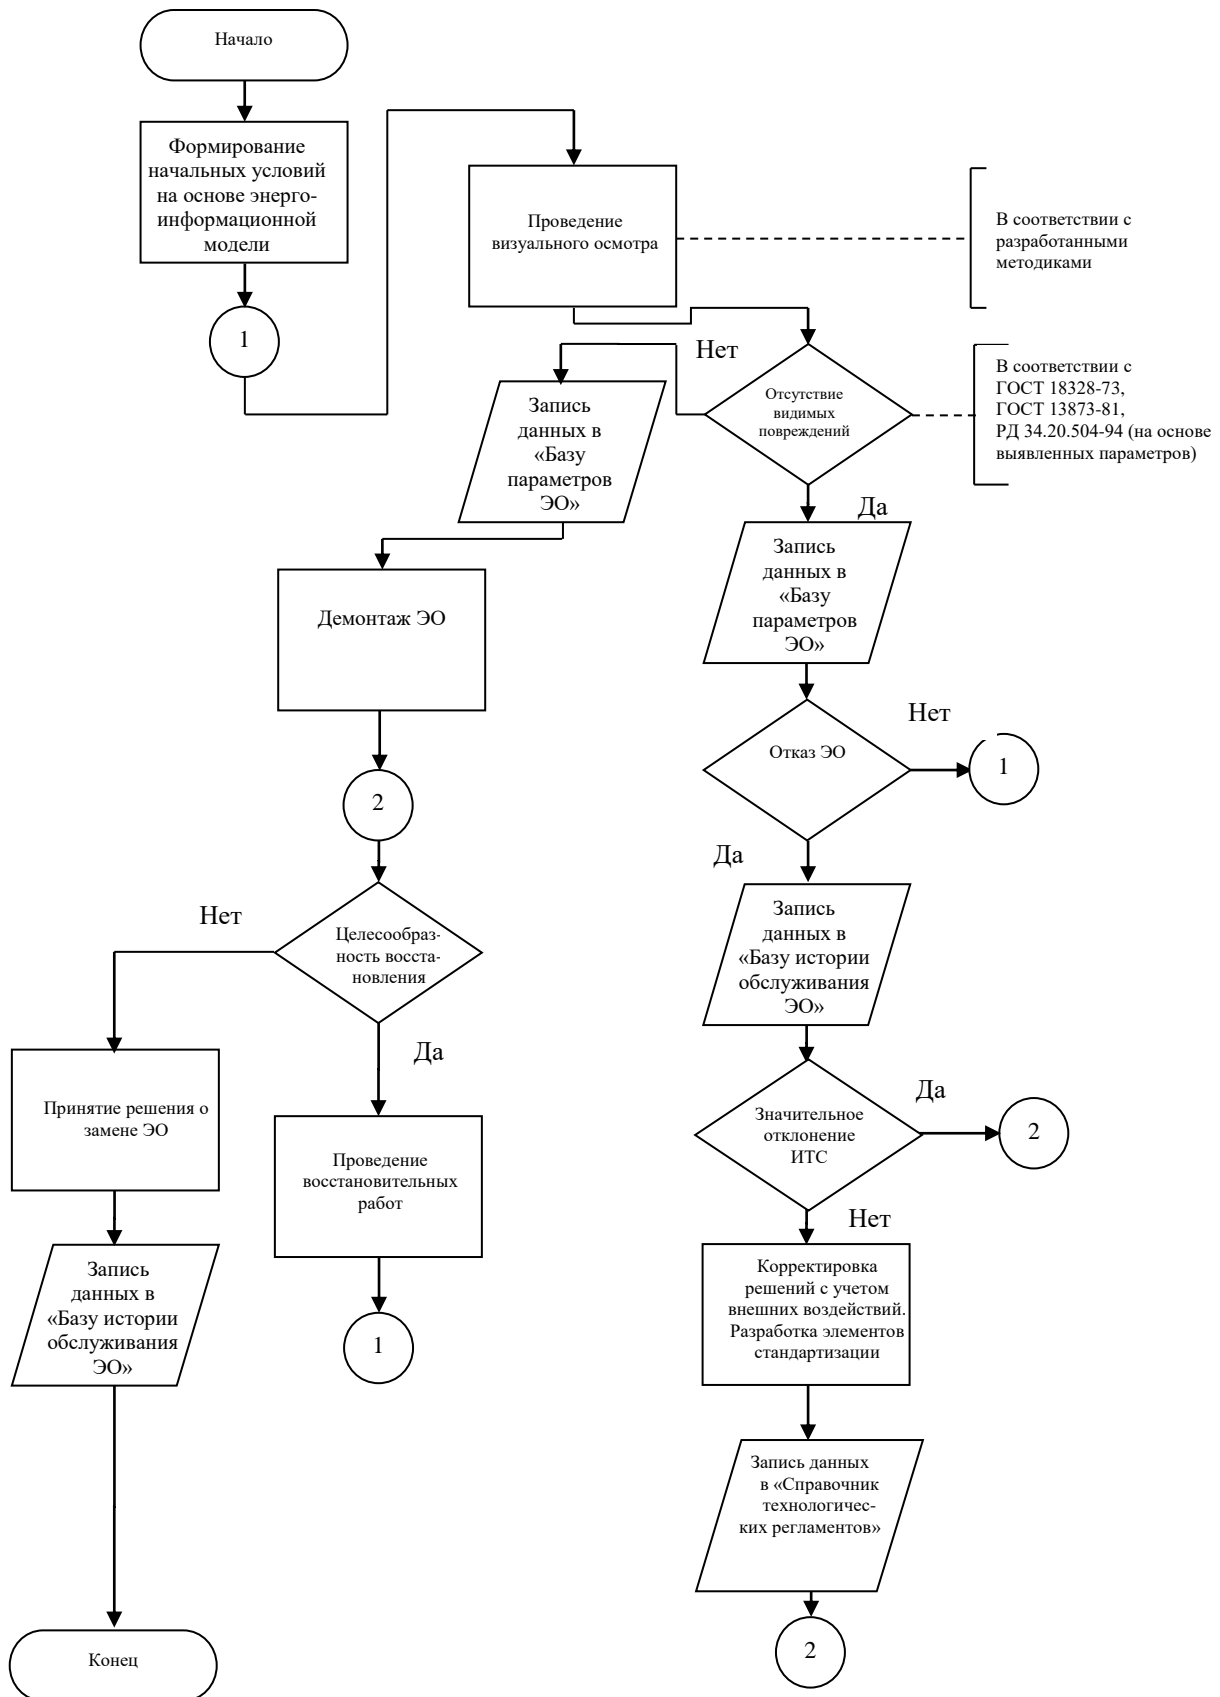 Начало
Формирование
начальных условий
на основе энерго-
информационной
модели
1
Проведение
визуального осмотра
В соответствии с
разработанными
методиками
Нет
Отсутствие
видимых
повреждений
В соответствии с
ГОСТ 18328-73,
ГОСТ 13873-81,
РД 34.20.504-94 (на основе
выявленных параметров)
Запись
данных в
«Базу
параметров
ЭО»
Да
Запись
данных в
«Базу
параметров
ЭО»
Демонтаж ЭО
Отказ ЭО
Нет
1
2
Да
Запись
данных в
«Базу истории
обслуживания
ЭО»
Целесообраз-
ность восста-
новления
Нет
Да
Значительное
отклонение
ИТС
Да
2
Нет
Принятие решения о
замене ЭО
Проведение
восстановительных
работ
Запись
данных в
«Базу истории
обслуживания
ЭО»
1
Корректировка
решений с учетом
внешних воздействий.
Разработка элементов
стандартизации
Запись данных
в «Справочник
технологичес-
ких регламентов»
2
Конец